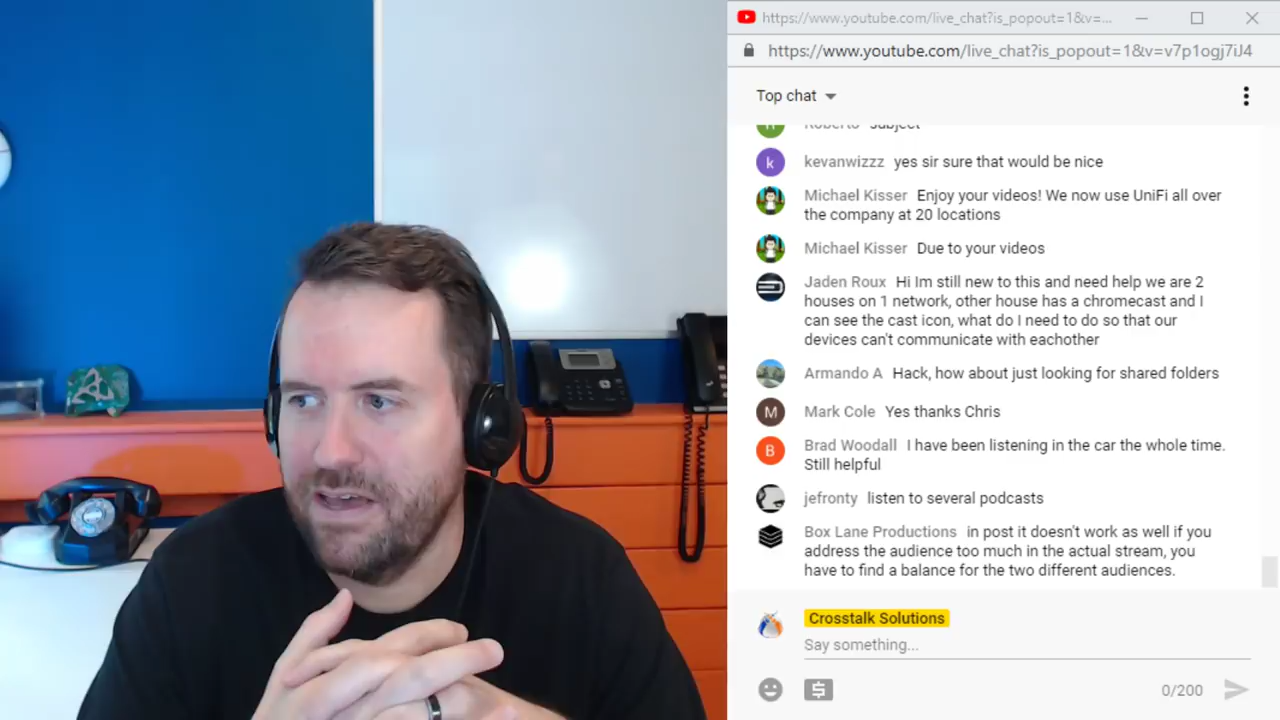 https://www.youtube.com/live_chat?is_popout=1&v=...
https://www.youtube.com/live_chat?is_popout=1&v=v7p1ogj7iJ4
Top chat
Roberto subject
kevanwizzz yes sir sure that would be nice
Michael Kisser Enjoy your videos! We now use UniFi all over
the company at 20 locations
Michael Kisser Due to your videos
Jaden Roux Hi Im still new to this and need help we are 2
houses on 1 network, other house has a chromecast and I
can see the cast icon, what do I need to do so that our
devices can't communicate with eachother
Armando A Hack, how about just looking for shared folders
M
Mark Cole Yes thanks Chris
B
Brad Woodall I have been listening in the car the whole time.
Still helpful
jefronty listen to several podcasts
Box Lane Productions in post it doesn't work as well if you
address the audience too much in the actual stream, you
have to find a balance for the two different audiences.
Crosstalk Solutions
Say something...
0/200